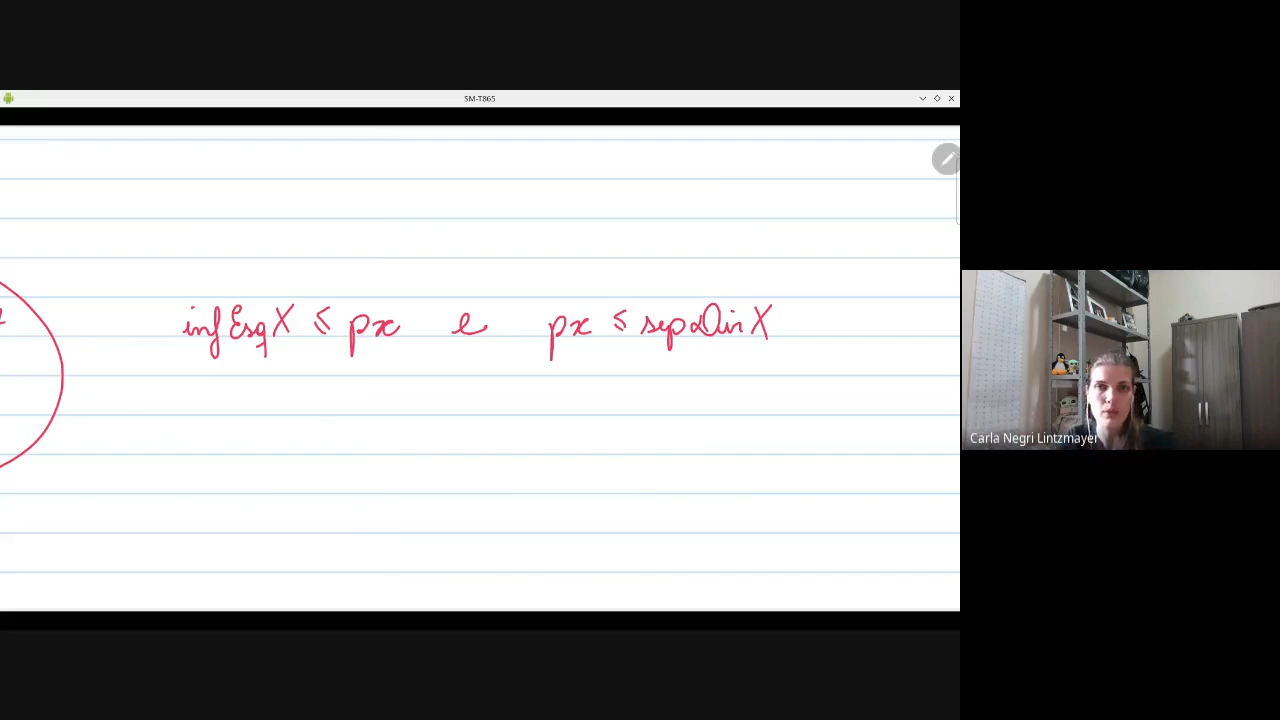 SM-T865
infEsqX ≤ px e px ≤ supDirX
Carla Negri Lintzmayer